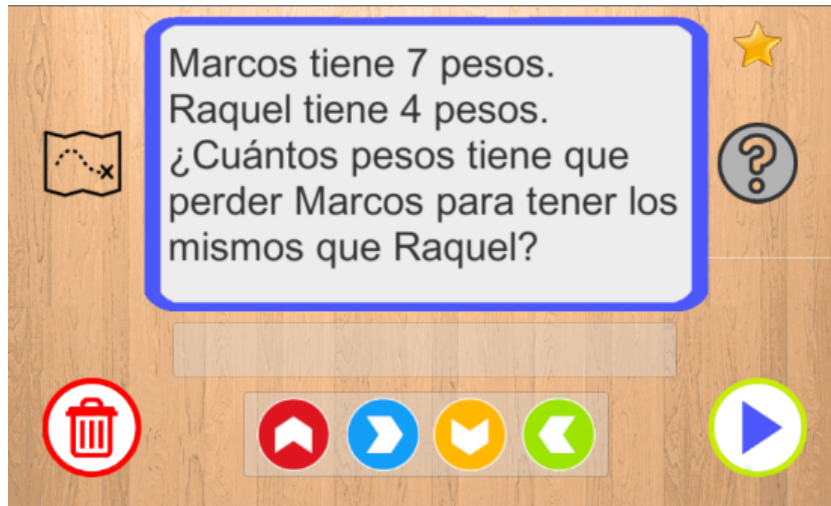 Marcos tiene 7 pesos.
Raquel tiene 4 pesos.
¿Cuántos pesos tiene que
perder Marcos para tener los
mismos que Raquel?